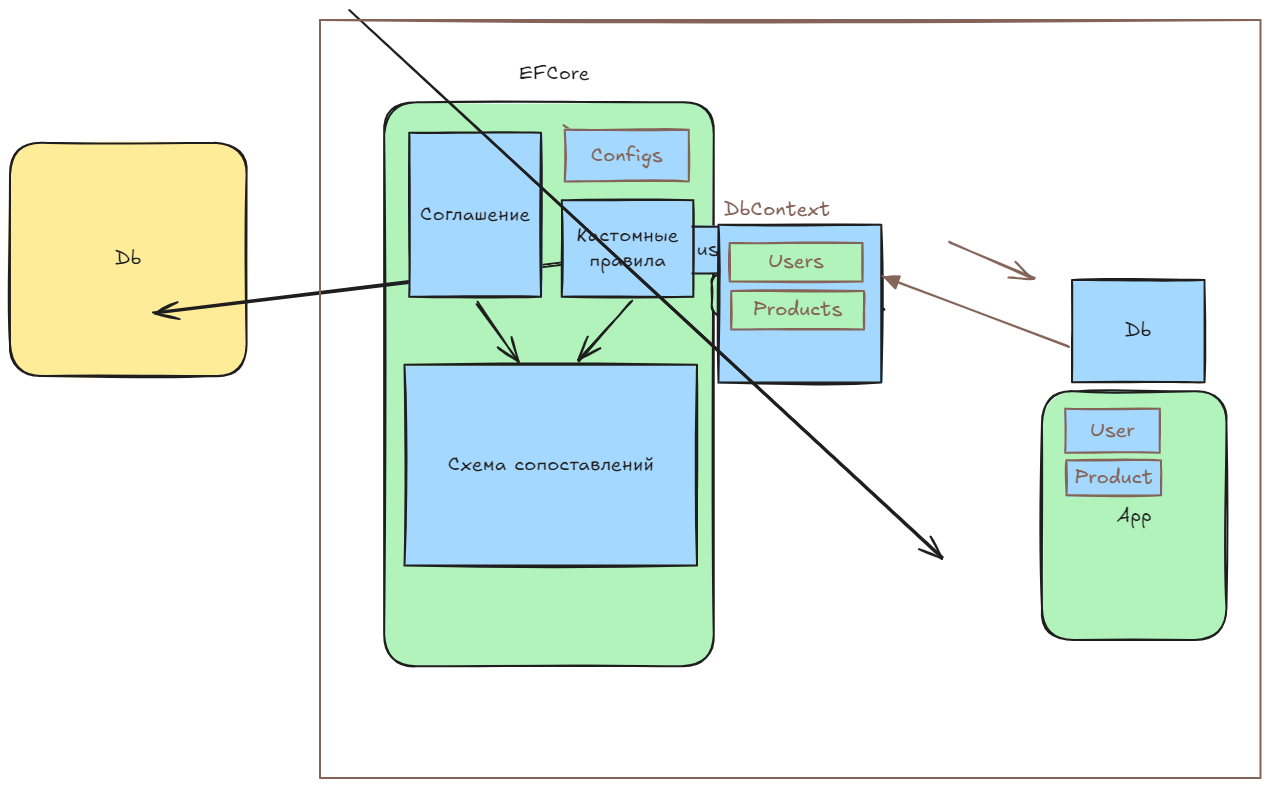 EFCore
Configs
Соглашение
Кастомные
правила
us
DbContext
Users
Products
Схема сопоставлений
Db
Db
User
Product
App